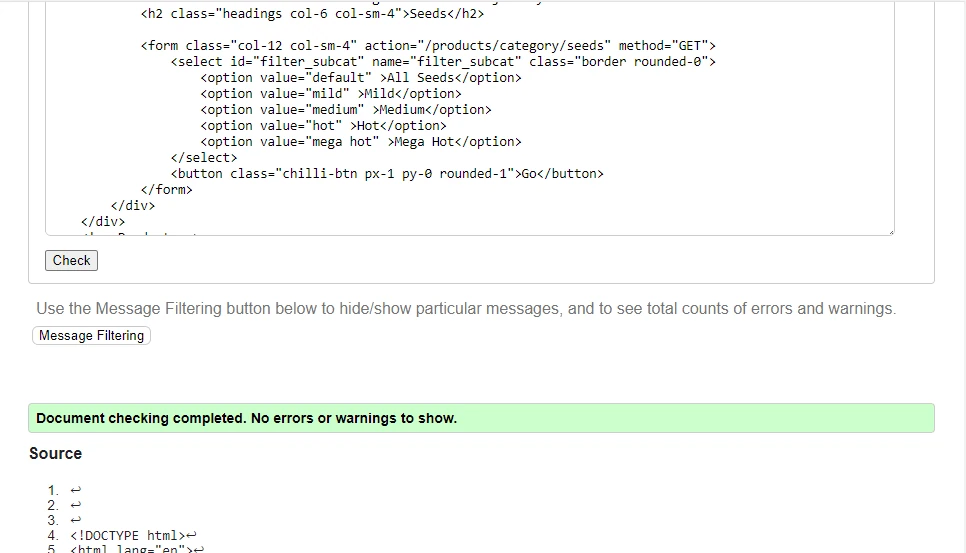 <h2 class="headings col-6 col-sm-4">Seeds</h2>
<form class="col-12 col-sm-4" action="/products/category/seeds" method="GET">
<select id="filter_subcat" name="filter_subcat" class="border rounded-0">
<option value="default" >All Seeds</option>
<option value="mild" >Mild</option>
<option value="medium" >Medium</option>
<option value="hot" >Hot</option>
<option value="mega hot" >Mega Hot</option>
</select>
<button class="chilli-btn px-1 py-0 rounded-1">Go</button>
</form>
</div>
</div>
Check
Use the Message Filtering button below to hide/show particular messages, and to see total counts of errors and warnings.
Message Filtering
Document checking completed. No errors or warnings to show.
Source
1. ↩
2. ↩
3. ↩
4. <!DOCTYPE html>↩
5. <html lang="en">↩